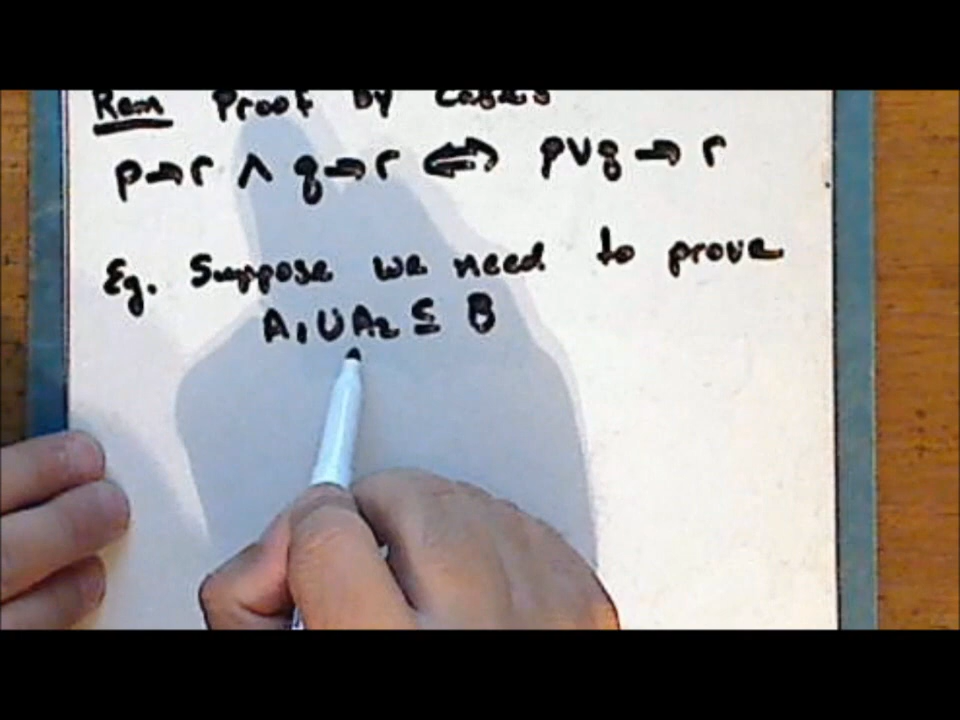 Rem Proof by Cases
p→r ∧ q→r ⟺ p∨q→r
Eg. Suppose we need to prove
A₁∪A₂ ⊆ B